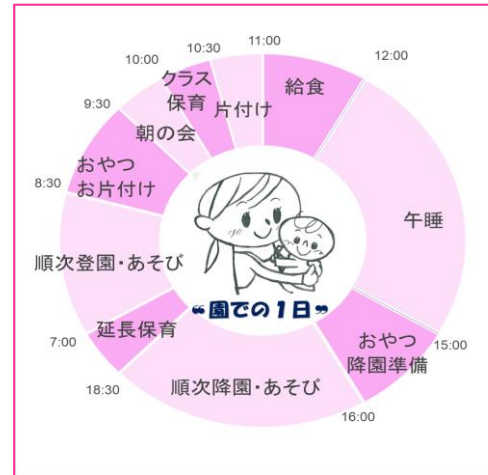 11:00
給食
12:00
午睡
15:00
おやつ
降園準備
16:00
順次降園・あそび
18:30
延長保育
7:00
順次登園・あそび
8:30
おやつ
お片付け
9:30
朝の会
10:00
クラス
保育
10:30
片付け
“園での1日”